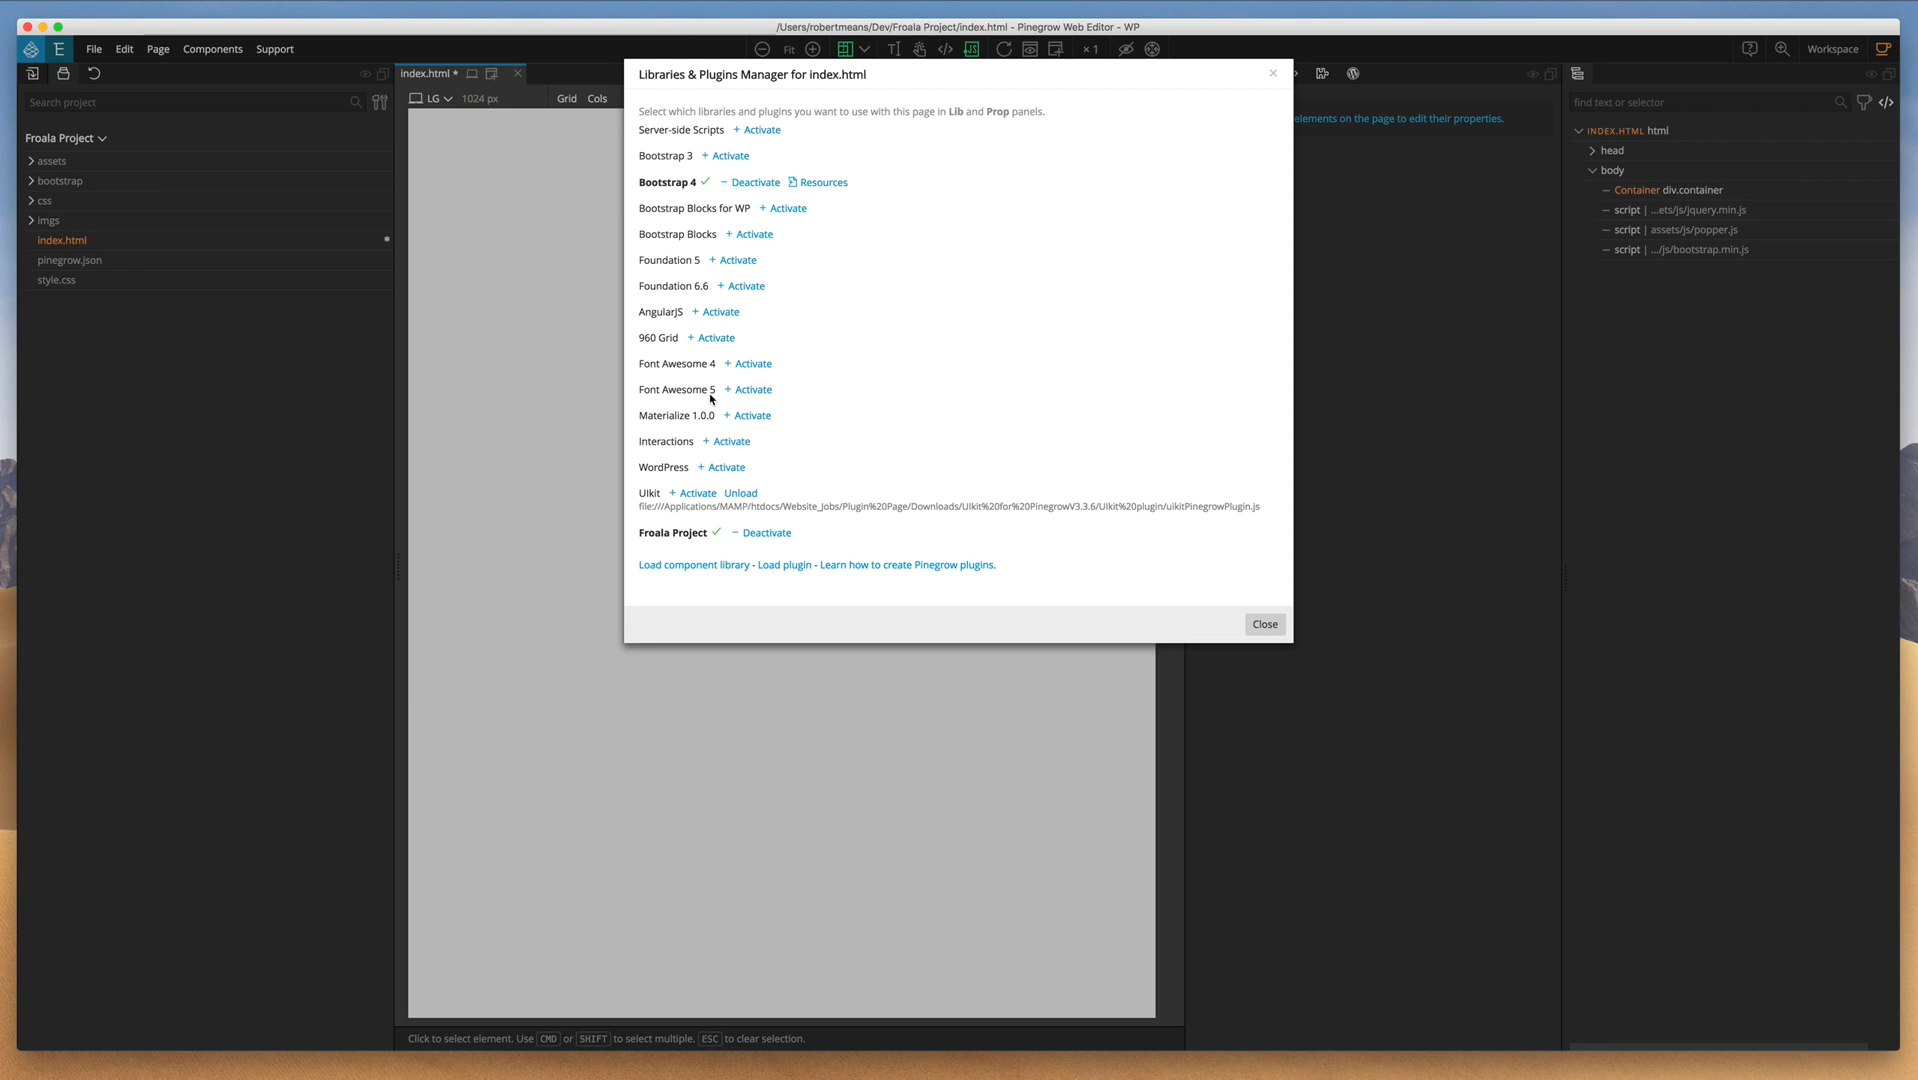 /Users/robertmeans/Dev/Froala Project/index.html - Pinegrow Web Editor - WP
File Edit Page Components Support
Fit
× 1
Workspace
index.html *
Search project
LG 1024 px Grid Cols
Froala Project
assets
bootstrap
css
imgs
index.html
pinegrow.json
style.css
Libraries & Plugins Manager for index.html
Select which libraries and plugins you want to use with this page in Lib and Prop panels.
Server-side Scripts + Activate
Bootstrap 3 + Activate
Bootstrap 4 ✓ − Deactivate Resources
Bootstrap Blocks for WP + Activate
Bootstrap Blocks + Activate
Foundation 5 + Activate
Foundation 6.6 + Activate
AngularJS + Activate
960 Grid + Activate
Font Awesome 4 + Activate
Font Awesome 5 + Activate
Materialize 1.0.0 + Activate
Interactions + Activate
WordPress + Activate
UIkit + Activate Unload
file:///Applications/MAMP/htdocs/Website_Jobs/Plugin%20Page/Downloads/UIkit%20for%20PinegrowV3.3.6/UIkit%20plugin/uikitPinegrowPlugin.js
Froala Project ✓ − Deactivate
Load component library - Load plugin - Learn how to create Pinegrow plugins.
Close
elements on the page to edit their properties.
find text or selector
INDEX.HTML html
head
body
Container div.container
script | ...ets/js/jquery.min.js
script | assets/js/popper.js
script | .../js/bootstrap.min.js
Click to select element. Use CMD or SHIFT to select multiple. ESC to clear selection.